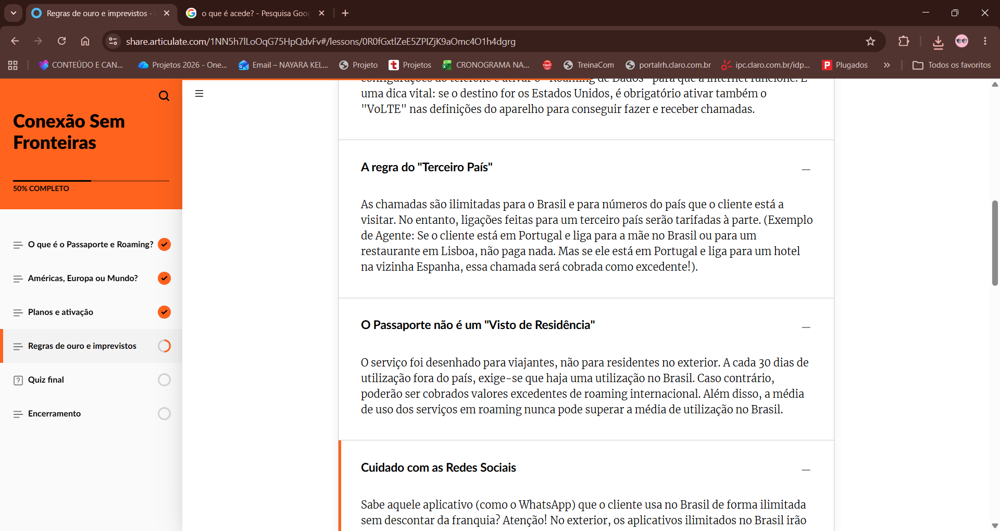 Regras de ouro e imprevistos -
o que é acede? - Pesquisa Goo
share.articulate.com/1NN5h7lLoOqG75HpQdvFv#/lessons/0R0fGxtlZeE5ZPIZjK9aOmc4O1h4dgrg
CONTEÚDO E CAN...
Projetos 2026 - One...
Email – NAYARA KEL...
Projeto
Projetos
CRONOGRAMA NA...
Claro
TreinaCom
portalrh.claro.com.br
ipc.claro.com.br/idp...
Plugados
Todos os favoritos
Conexão Sem
Fronteiras
50% COMPLETO
O que é o Passaporte e Roaming?
Américas, Europa ou Mundo?
Planos e ativação
Regras de ouro e imprevistos
Quiz final
Encerramento
configurações do telefone e ativar o "Roaming de Dados" para que a internet funcione. E
uma dica vital: se o destino for os Estados Unidos, é obrigatório ativar também o
"VoLTE" nas definições do aparelho para conseguir fazer e receber chamadas.
A regra do "Terceiro País"
As chamadas são ilimitadas para o Brasil e para números do país que o cliente está a
visitar. No entanto, ligações feitas para um terceiro país serão tarifadas à parte. (Exemplo
de Agente: Se o cliente está em Portugal e liga para a mãe no Brasil ou para um
restaurante em Lisboa, não paga nada. Mas se ele está em Portugal e liga para um hotel
na vizinha Espanha, essa chamada será cobrada como excedente!).
O Passaporte não é um "Visto de Residência"
O serviço foi desenhado para viajantes, não para residentes no exterior. A cada 30 dias de
utilização fora do país, exige-se que haja uma utilização no Brasil. Caso contrário,
poderão ser cobrados valores excedentes de roaming internacional. Além disso, a média
de uso dos serviços em roaming nunca pode superar a média de utilização no Brasil.
Cuidado com as Redes Sociais
Sabe aquele aplicativo (como o WhatsApp) que o cliente usa no Brasil de forma ilimitada
sem descontar da franquia? Atenção! No exterior, os aplicativos ilimitados no Brasil irão